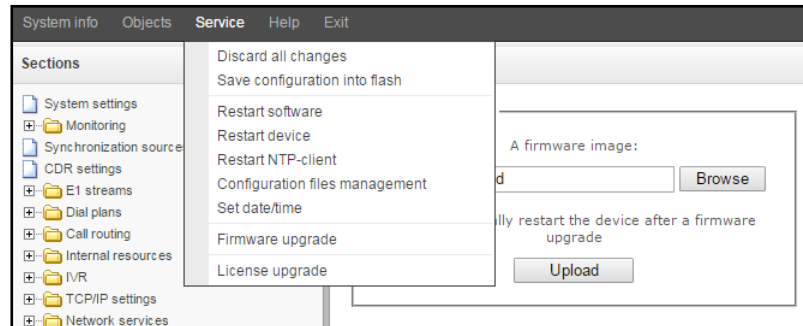 System info Objects Service Help Exit
Sections
Discard all changes
Save configuration into flash
Restart software
Restart device
Restart NTP-client
Configuration files management
Set date/time
Firmware upgrade
License upgrade
System settings
Monitoring
Synchronization source
CDR settings
E1 streams
Dial plans
Call routing
Internal resources
IVR
TCP/IP settings
Network services
A firmware image:
d Browse
lly restart the device after a firmware
upgrade
Upload